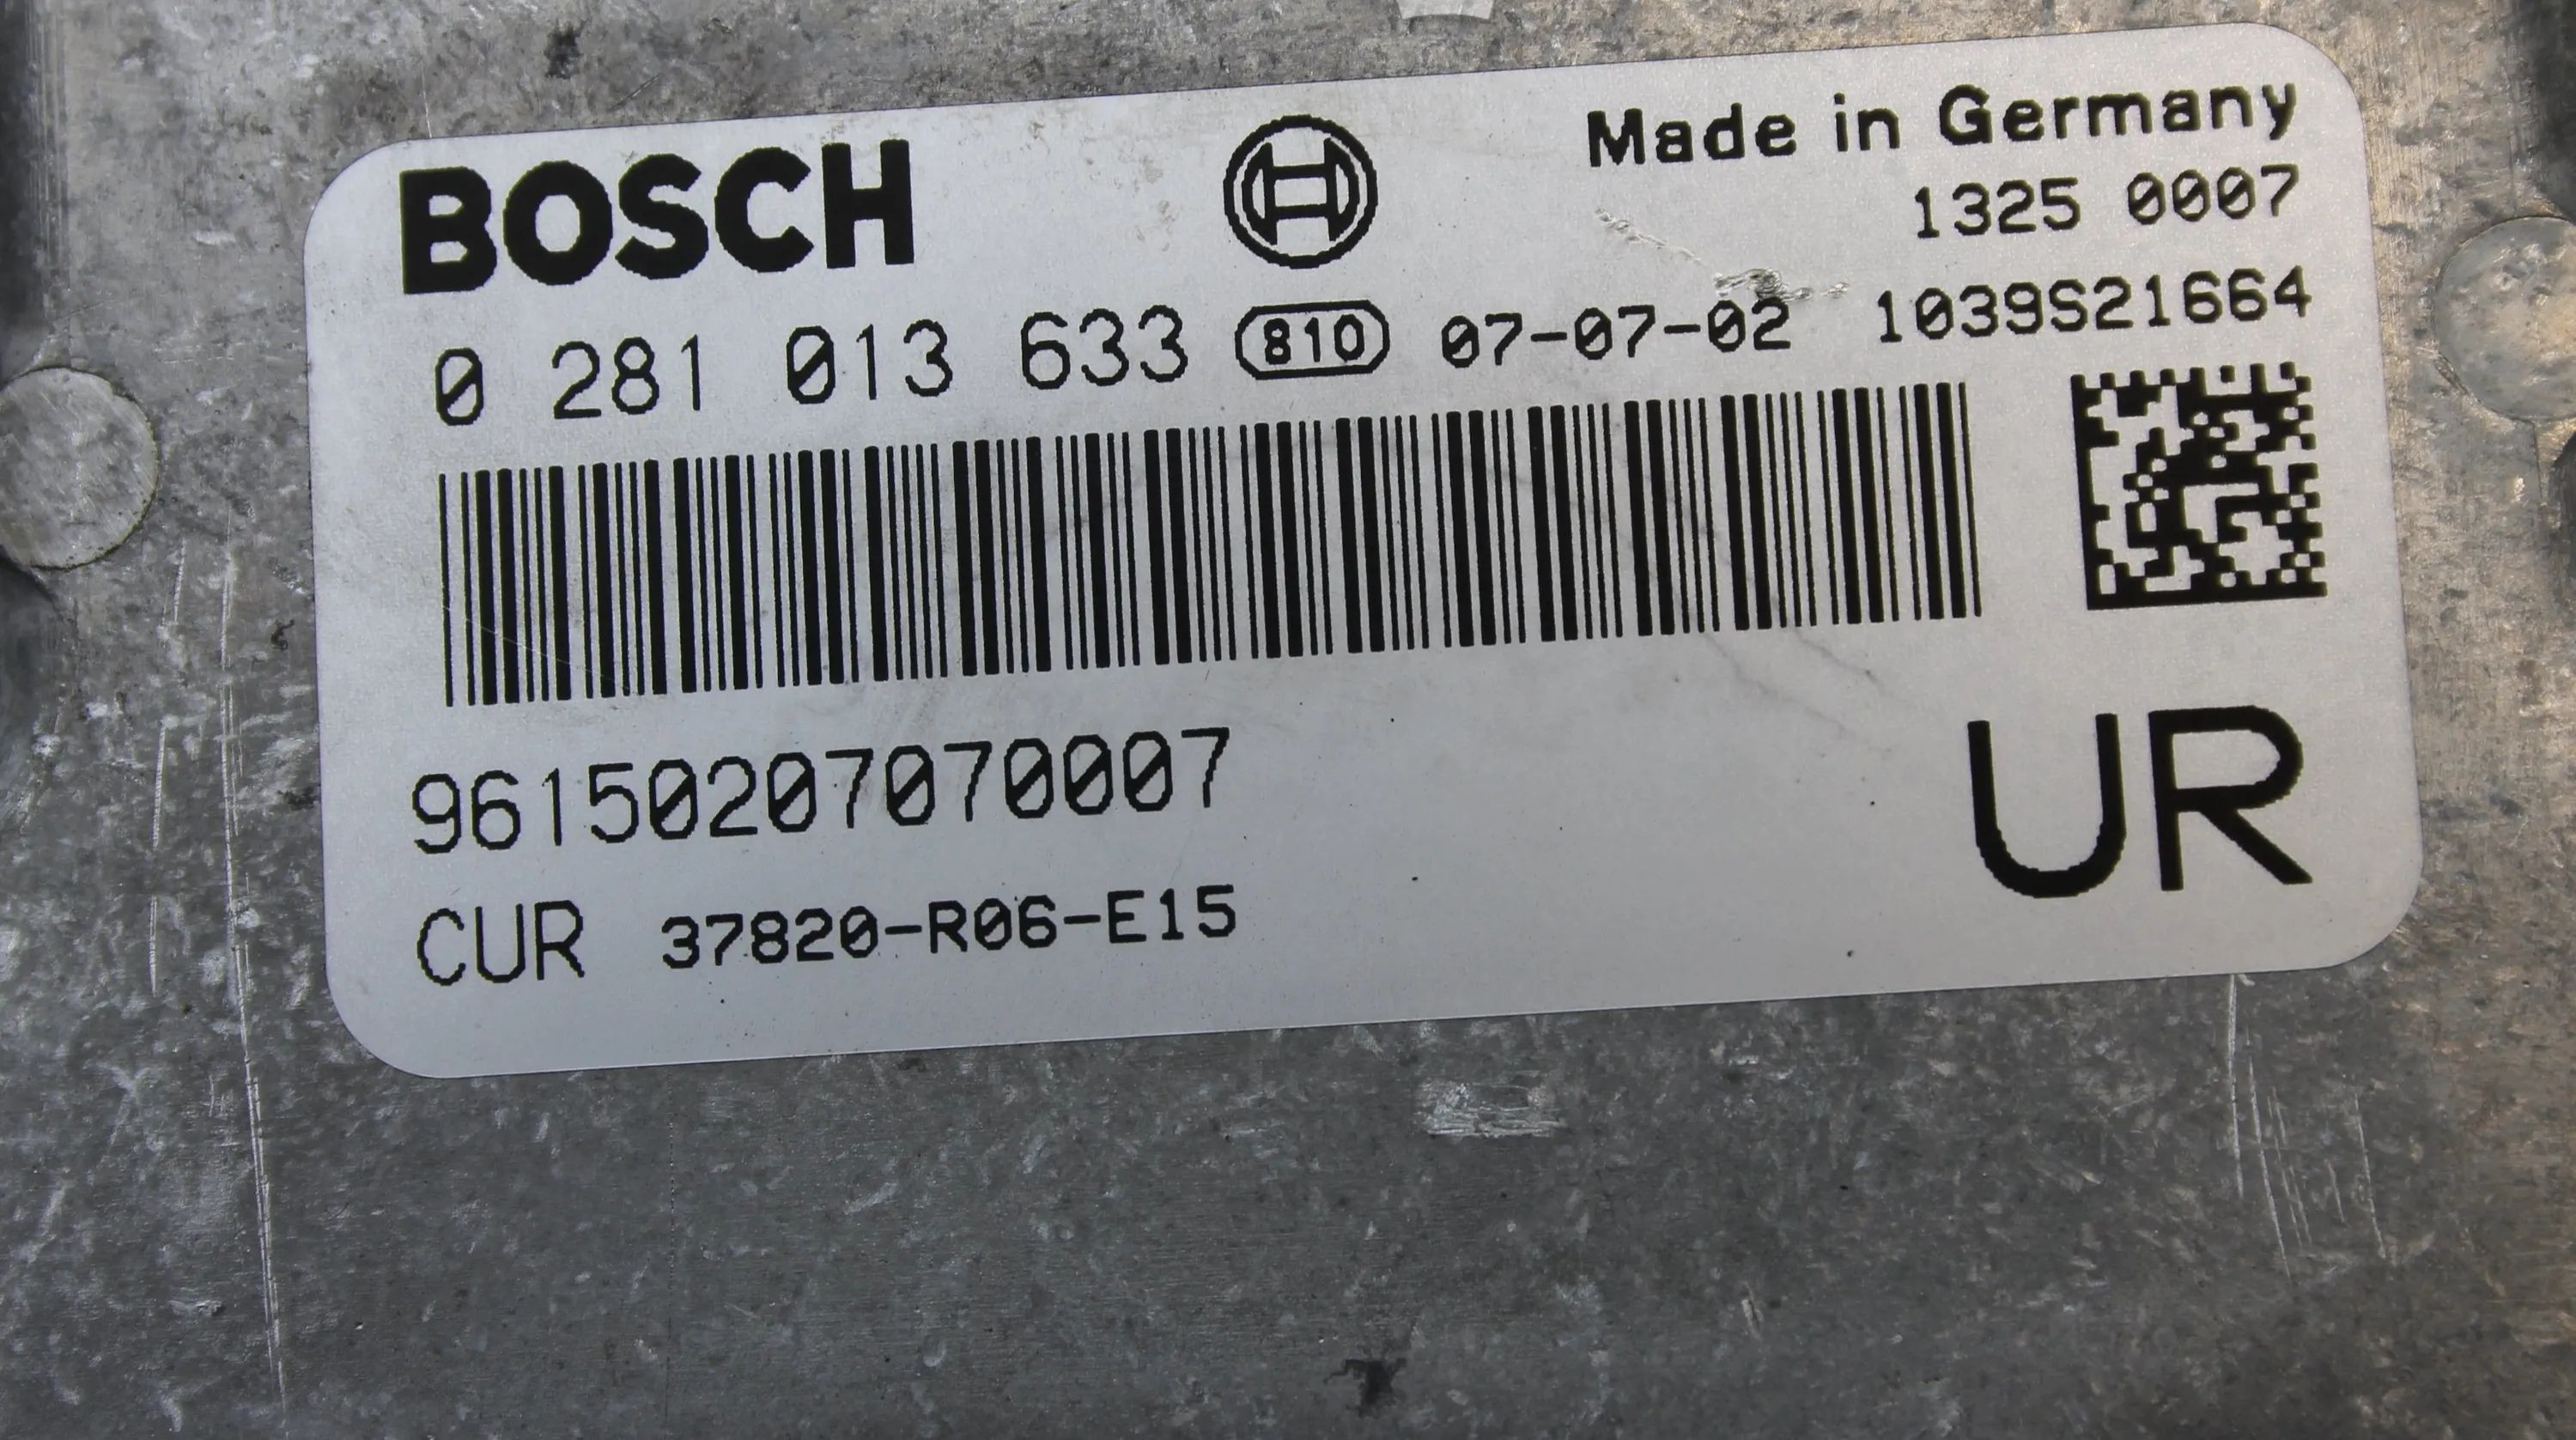 BOSCH
Made in Germany
1325 0007
0 281 013 633 810 07-07-02 1039S21664
96150207070007
UR
CUR 37820-R06-E15